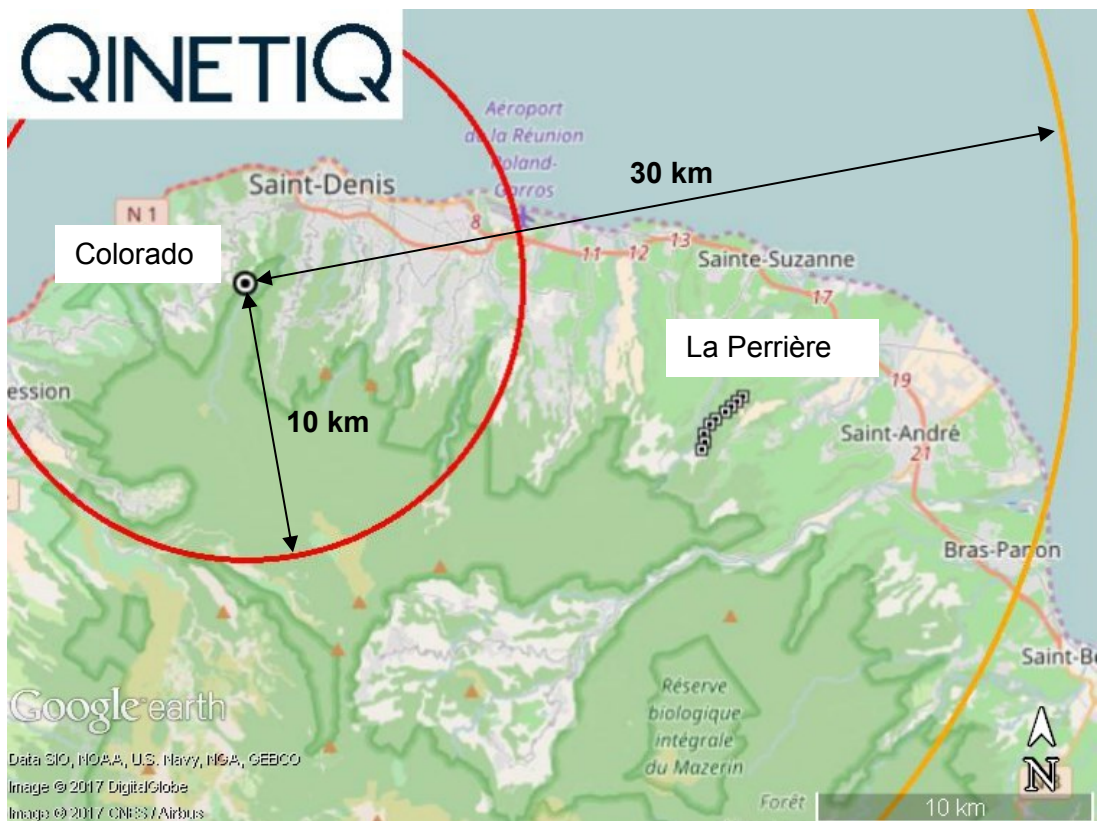 QINETIQ
Aéroport
de la Réunion
Roland-
Garros
30 km
Saint-Denis
N 1
8
Colorado
11
12
13
Sainte-Suzanne
17
La Perrière
ession
19
10 km
Saint-André
21
Bras-Panon
Saint-Be
Réserve
biologique
intégrale
du Mazerin
Google earth
N
Data SIO, NOAA, U.S. Navy, NGA, GEBCO
Image © 2017 DigitalGlobe
Image © 2017 CNES / Airbus
Forêt
10 km